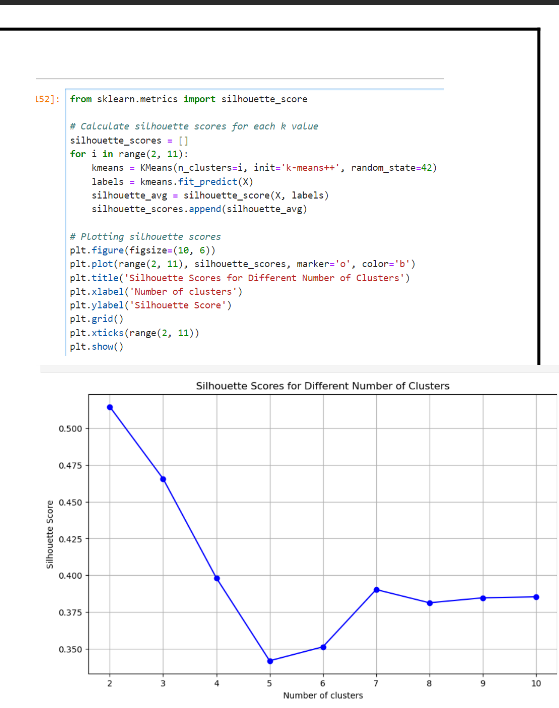 152]:
from sklearn.metrics import silhouette_score
# Calculate silhouette scores for each k value
silhouette_scores = []
for i in range(2, 11):
    kmeans = KMeans(n_clusters=i, init='k-means++', random_state=42)
    labels = kmeans.fit_predict(X)
    silhouette_avg = silhouette_score(X, labels)
    silhouette_scores.append(silhouette_avg)
# Plotting silhouette scores
plt.figure(figsize=(10, 6))
plt.plot(range(2, 11), silhouette_scores, marker='o', color='b')
plt.title('Silhouette Scores for Different Number of Clusters')
plt.xlabel('Number of clusters')
plt.ylabel('Silhouette Score')
plt.grid()
plt.xticks(range(2, 11))
plt.show()
Silhouette Scores for Different Number of Clusters
Silhouette Score
0.500
0.475
0.450
0.425
0.400
0.375
0.350
2 3 4 5 6 7 8 9 10
Number of clusters